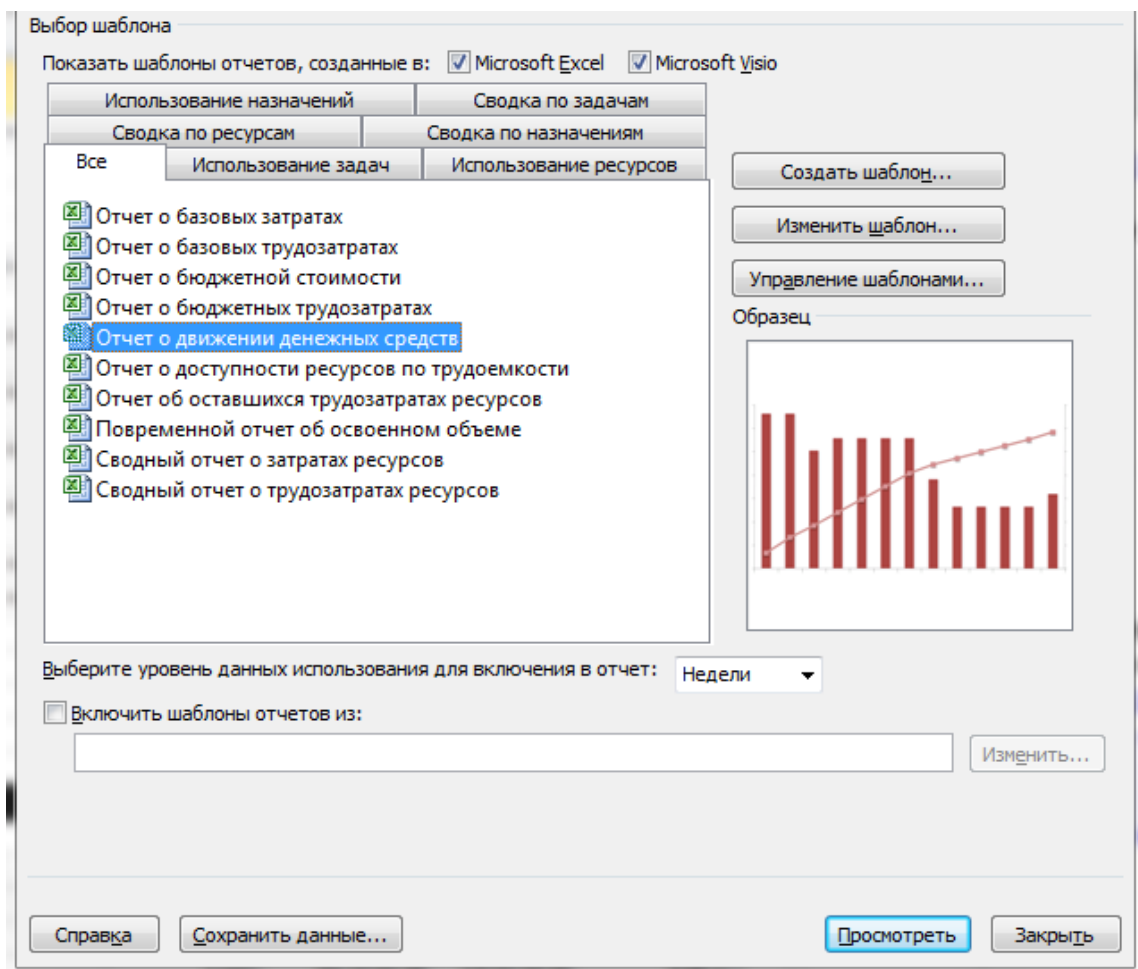 Выбор шаблона
Показать шаблоны отчетов, созданные в: Microsoft Excel Microsoft Visio
Использование назначений Сводка по задачам
Сводка по ресурсам Сводка по назначениям
Все Использование задач Использование ресурсов
Отчет о базовых затратах
Отчет о базовых трудозатратах
Отчет о бюджетной стоимости
Отчет о бюджетных трудозатратах
Отчет о движении денежных средств
Отчет о доступности ресурсов по трудоемкости
Отчет об оставшихся трудозатратах ресурсов
Повременной отчет об освоенном объеме
Сводный отчет о затратах ресурсов
Сводный отчет о трудозатратах ресурсов
Создать шаблон...
Изменить шаблон...
Управление шаблонами...
Образец
Выберите уровень данных использования для включения в отчет: Недели
Включить шаблоны отчетов из:
Изменить...
Справка Сохранить данные... Просмотреть Закрыть